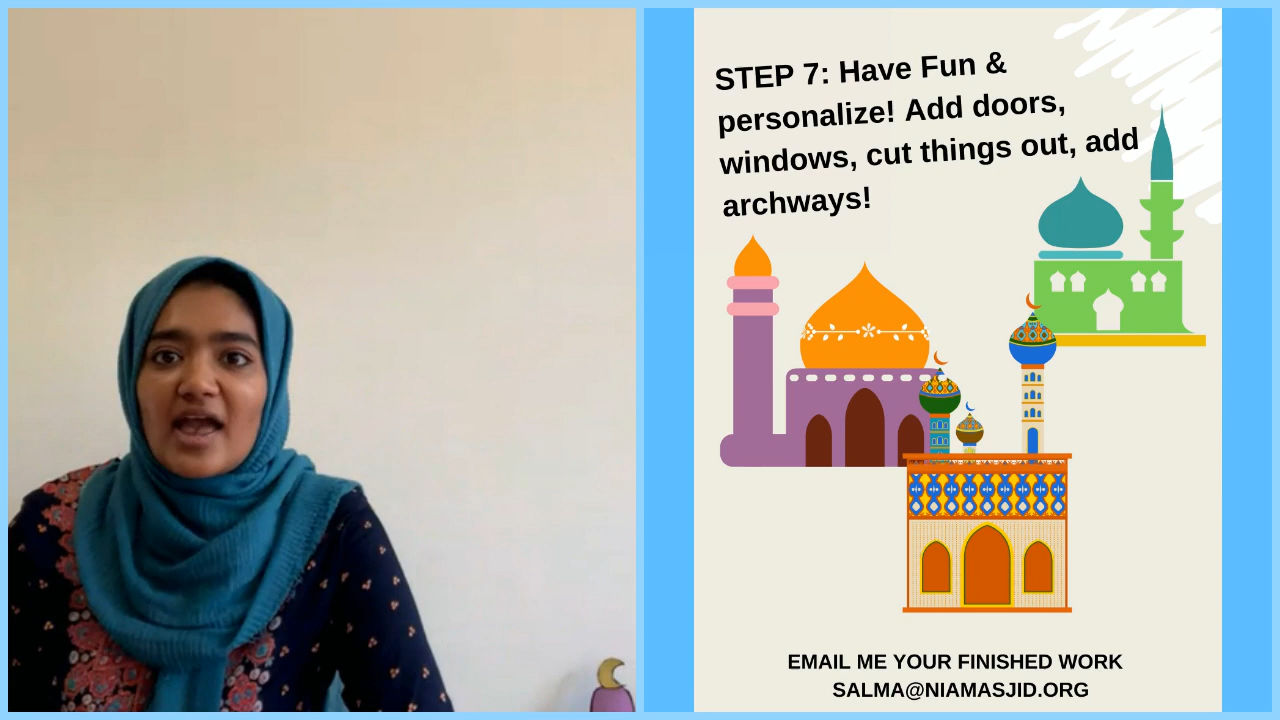 STEP 7: Have Fun &
personalize! Add doors,
windows, cut things out, add
archways!
EMAIL ME YOUR FINISHED WORK
SALMA@NIAMASJID.ORG